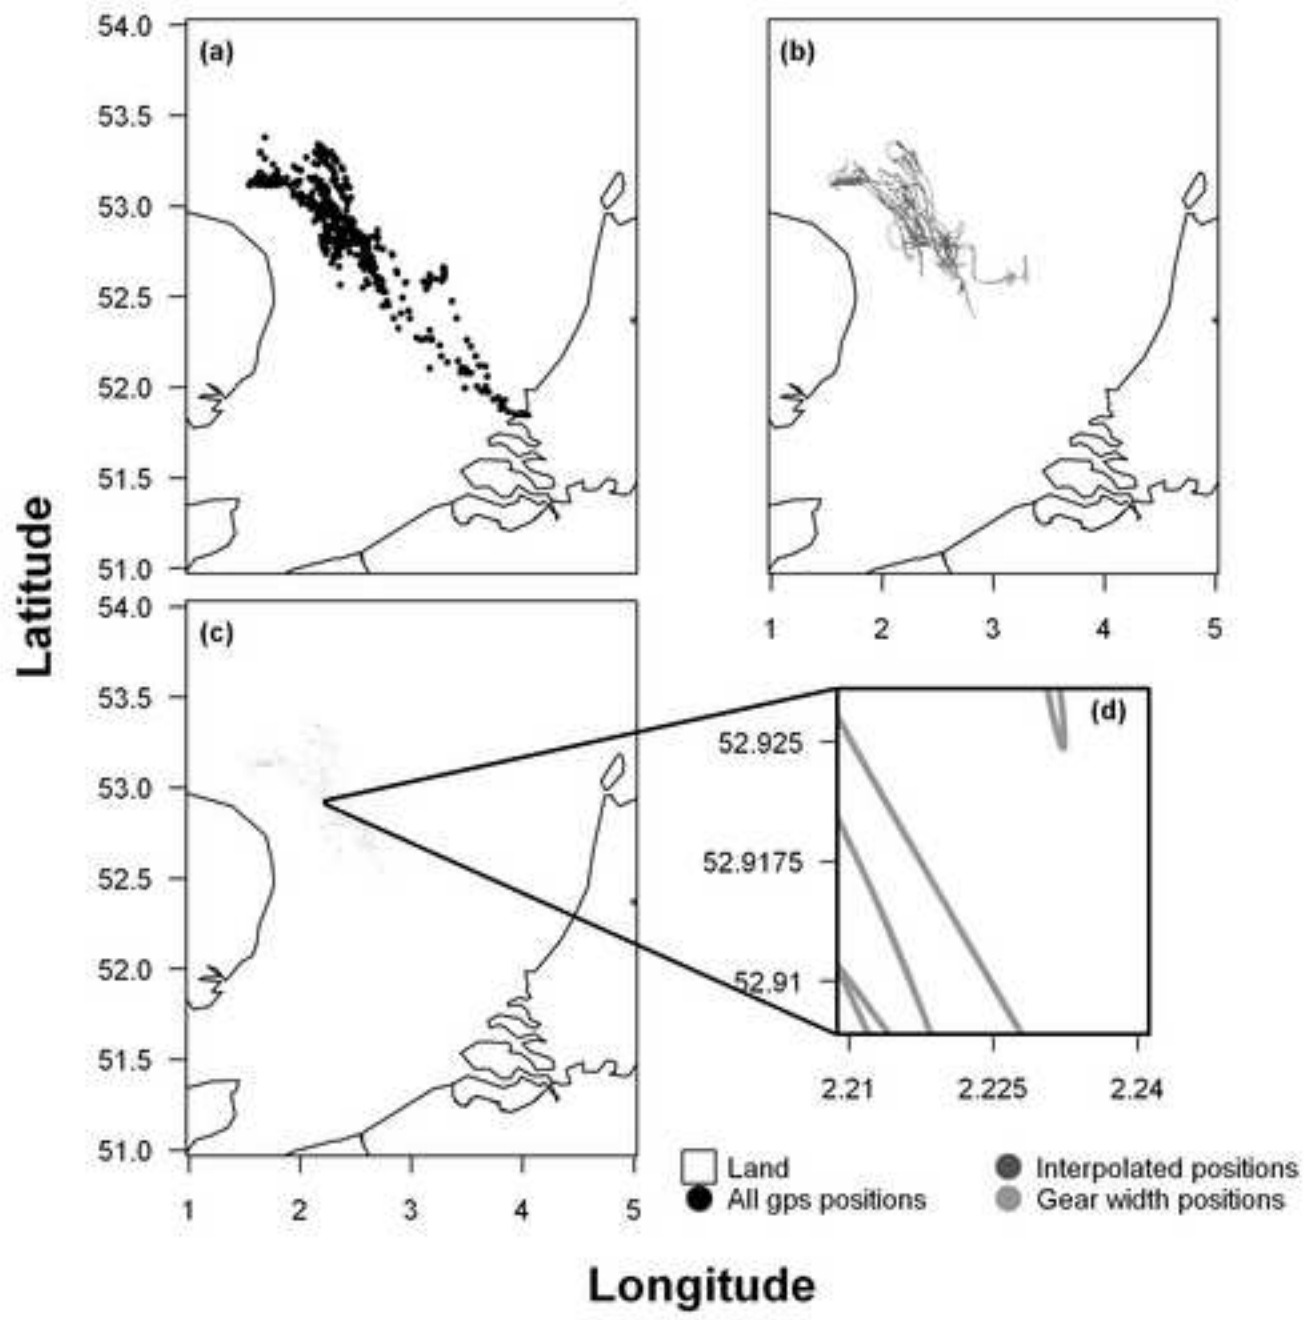 54.0
(a)
(b)
53.5
53.0
52.5
52.0
51.5
51.0
1 2 3 4 5
Latitude
54.0
(c)
53.5
53.0
52.5
52.0
51.5
51.0
1 2 3 4 5
(d)
52.925
52.9175
52.91
2.21 2.225 2.24
Land
All gps positions
Interpolated positions
Gear width positions
Longitude